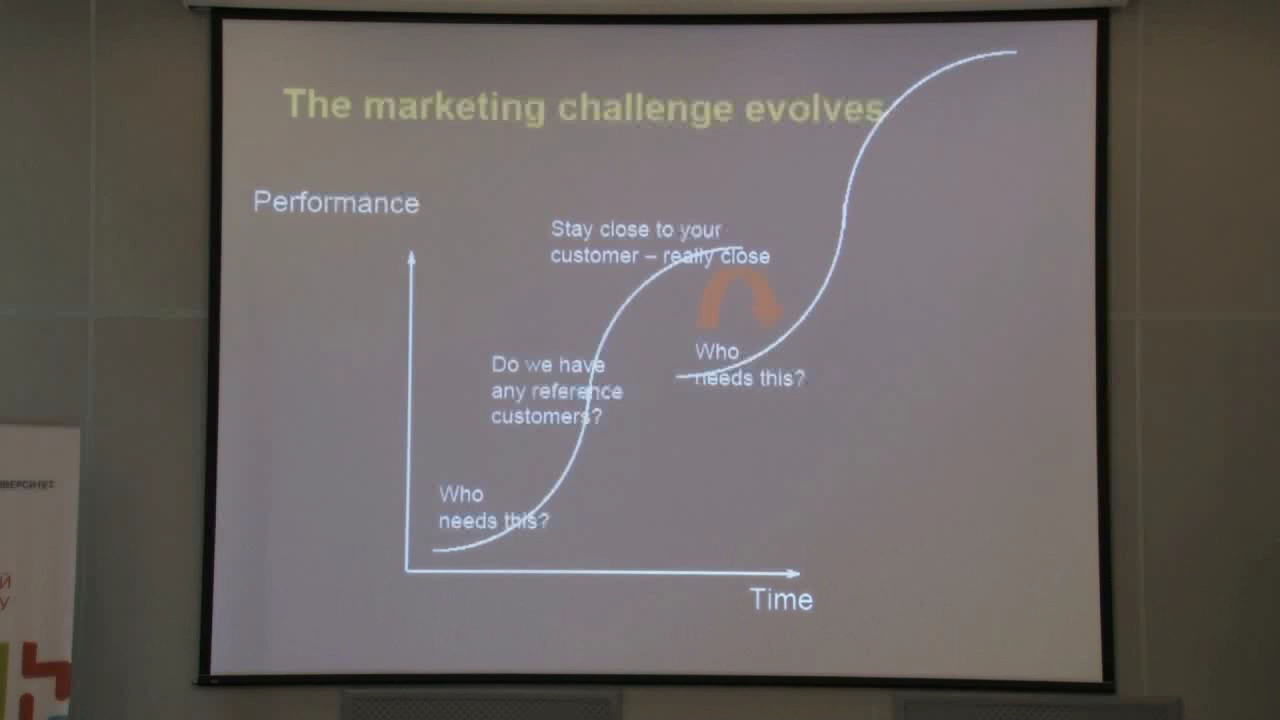 The marketing challenge evolves
Performance
Stay close to your
customer – really close
Do we have
any reference
customers?
Who
needs this?
Who
needs this?
Time
Й
У